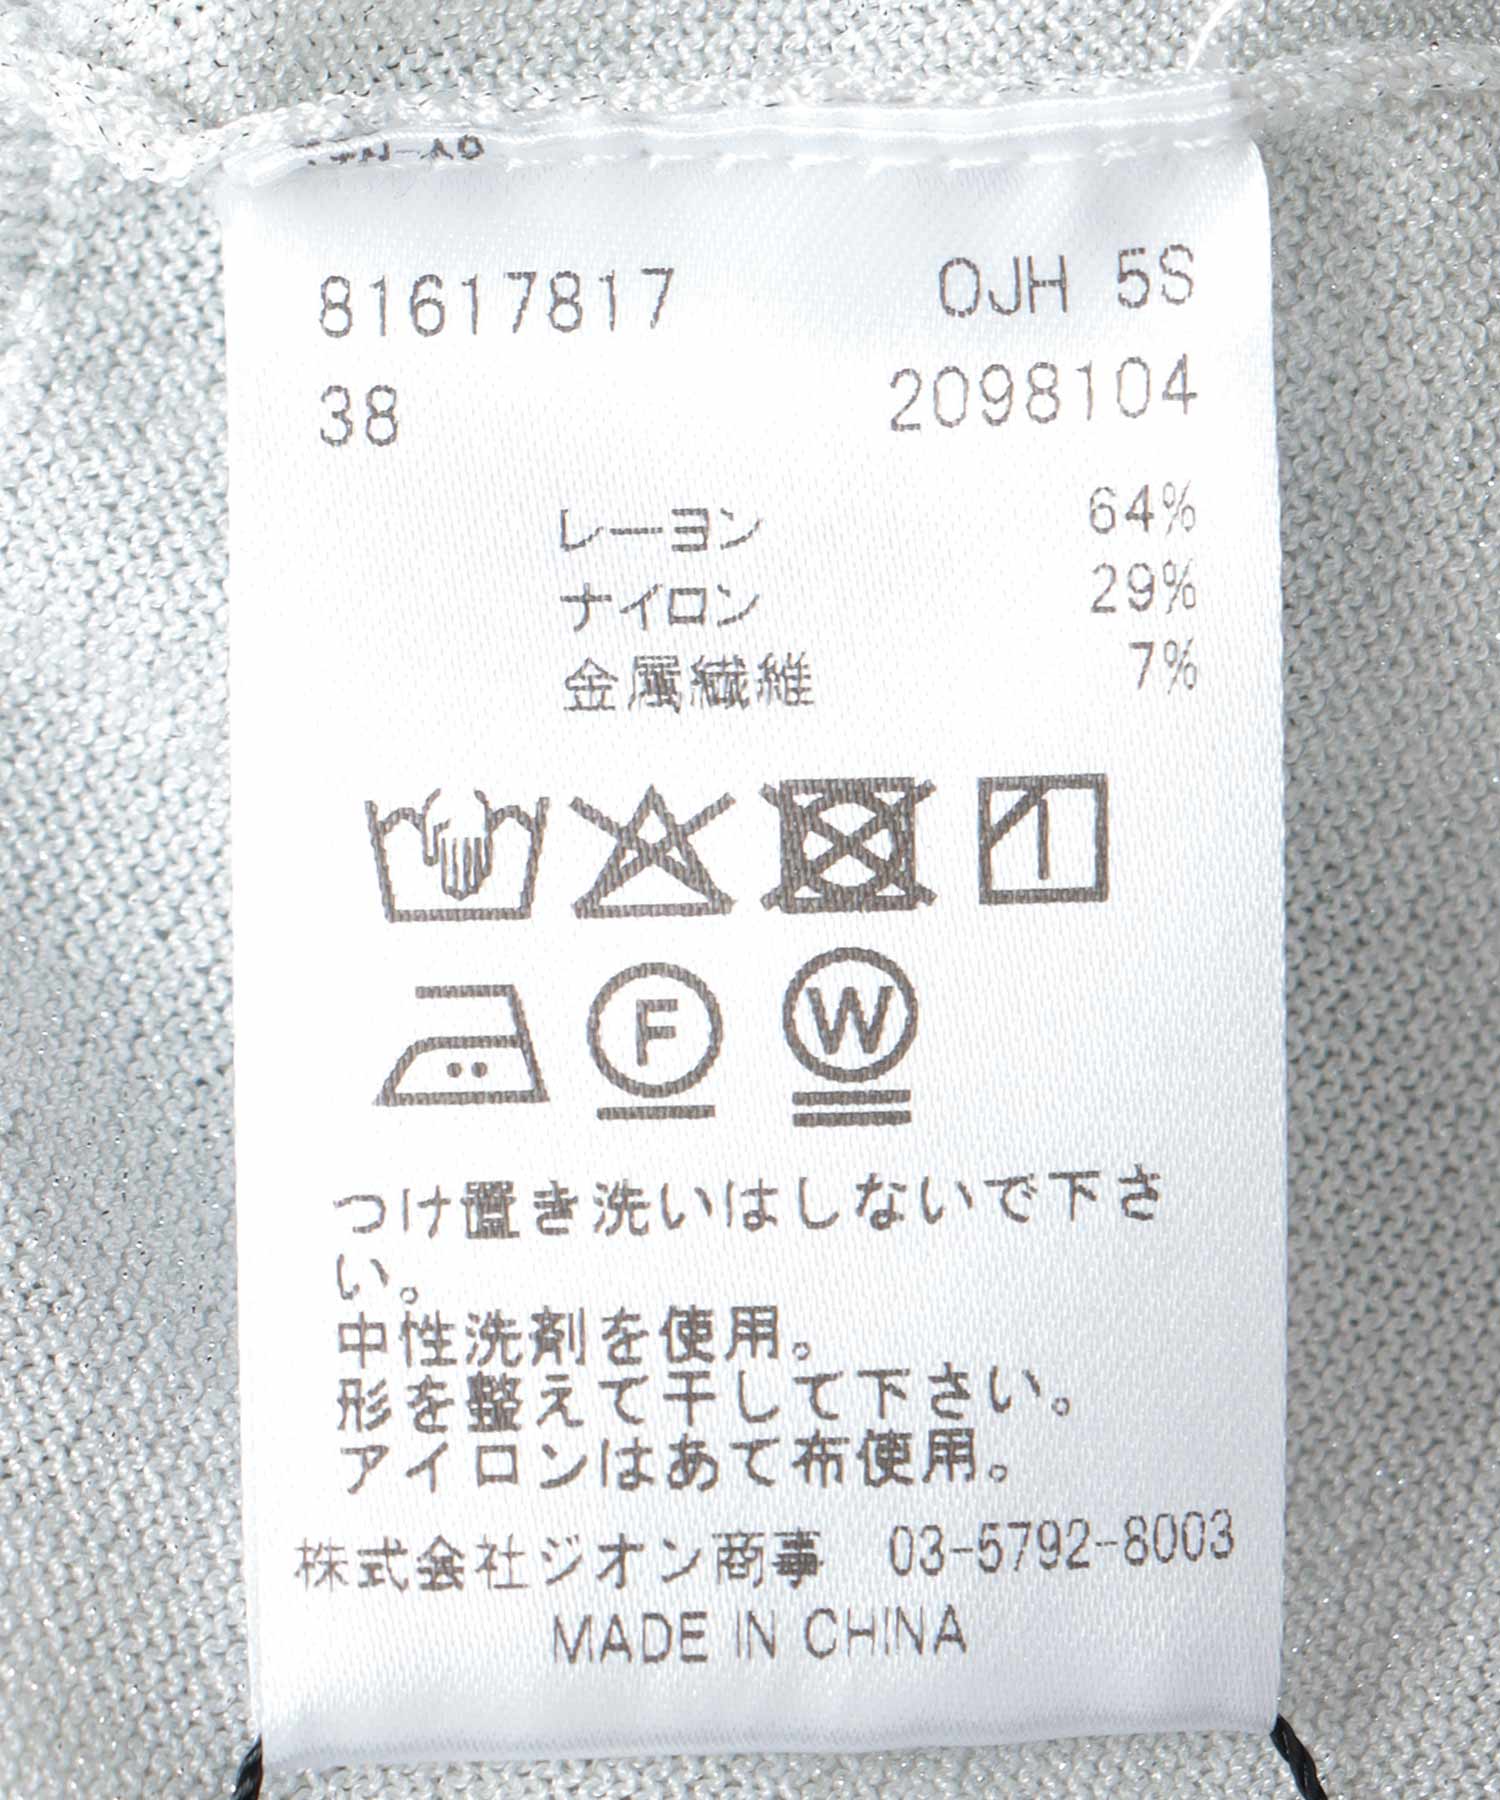 81617817 OJH 5S
38 2098104
レーヨン 64%
ナイロン 29%
金属繊維 7%
F W
つけ置き洗いはしないで下さ
い。
中性洗剤を使用。
形を整えて干して下さい。
アイロンはあて布使用。
株式会社ジオン商事 03-5792-8003
MADE IN CHINA